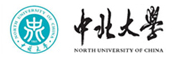 中北大學
NORTH UNIVERSITY OF CHINA